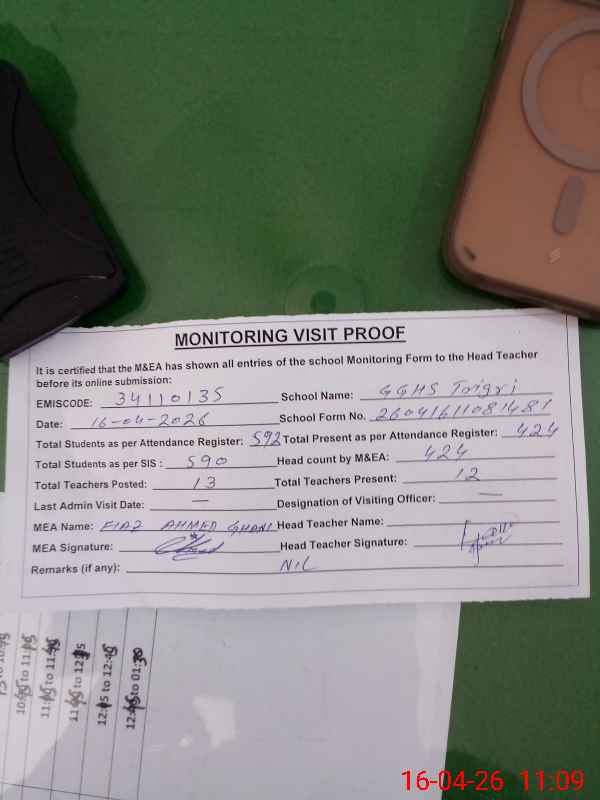 MONITORING VISIT PROOF
It is certified that the M&EA has shown all entries of the school Monitoring Form to the Head Teacher
before its online submission:
EMISCODE: 34110135 School Name: GGHS Toigri
Date: 16-04-2026 School Form No. 26041611081481
Total Students as per Attendance Register: 592 Total Present as per Attendance Register: 424
Total Students as per SIS : 590 Head count by M&EA: 424
Total Teachers Posted: 13 Total Teachers Present: 12
Last Admin Visit Date: — Designation of Visiting Officer: —
MEA Name: FIAZ AHMED GHANI Head Teacher Name:
MEA Signature: Head Teacher Signature:
Remarks (if any): NIL
16-04-26 11:09